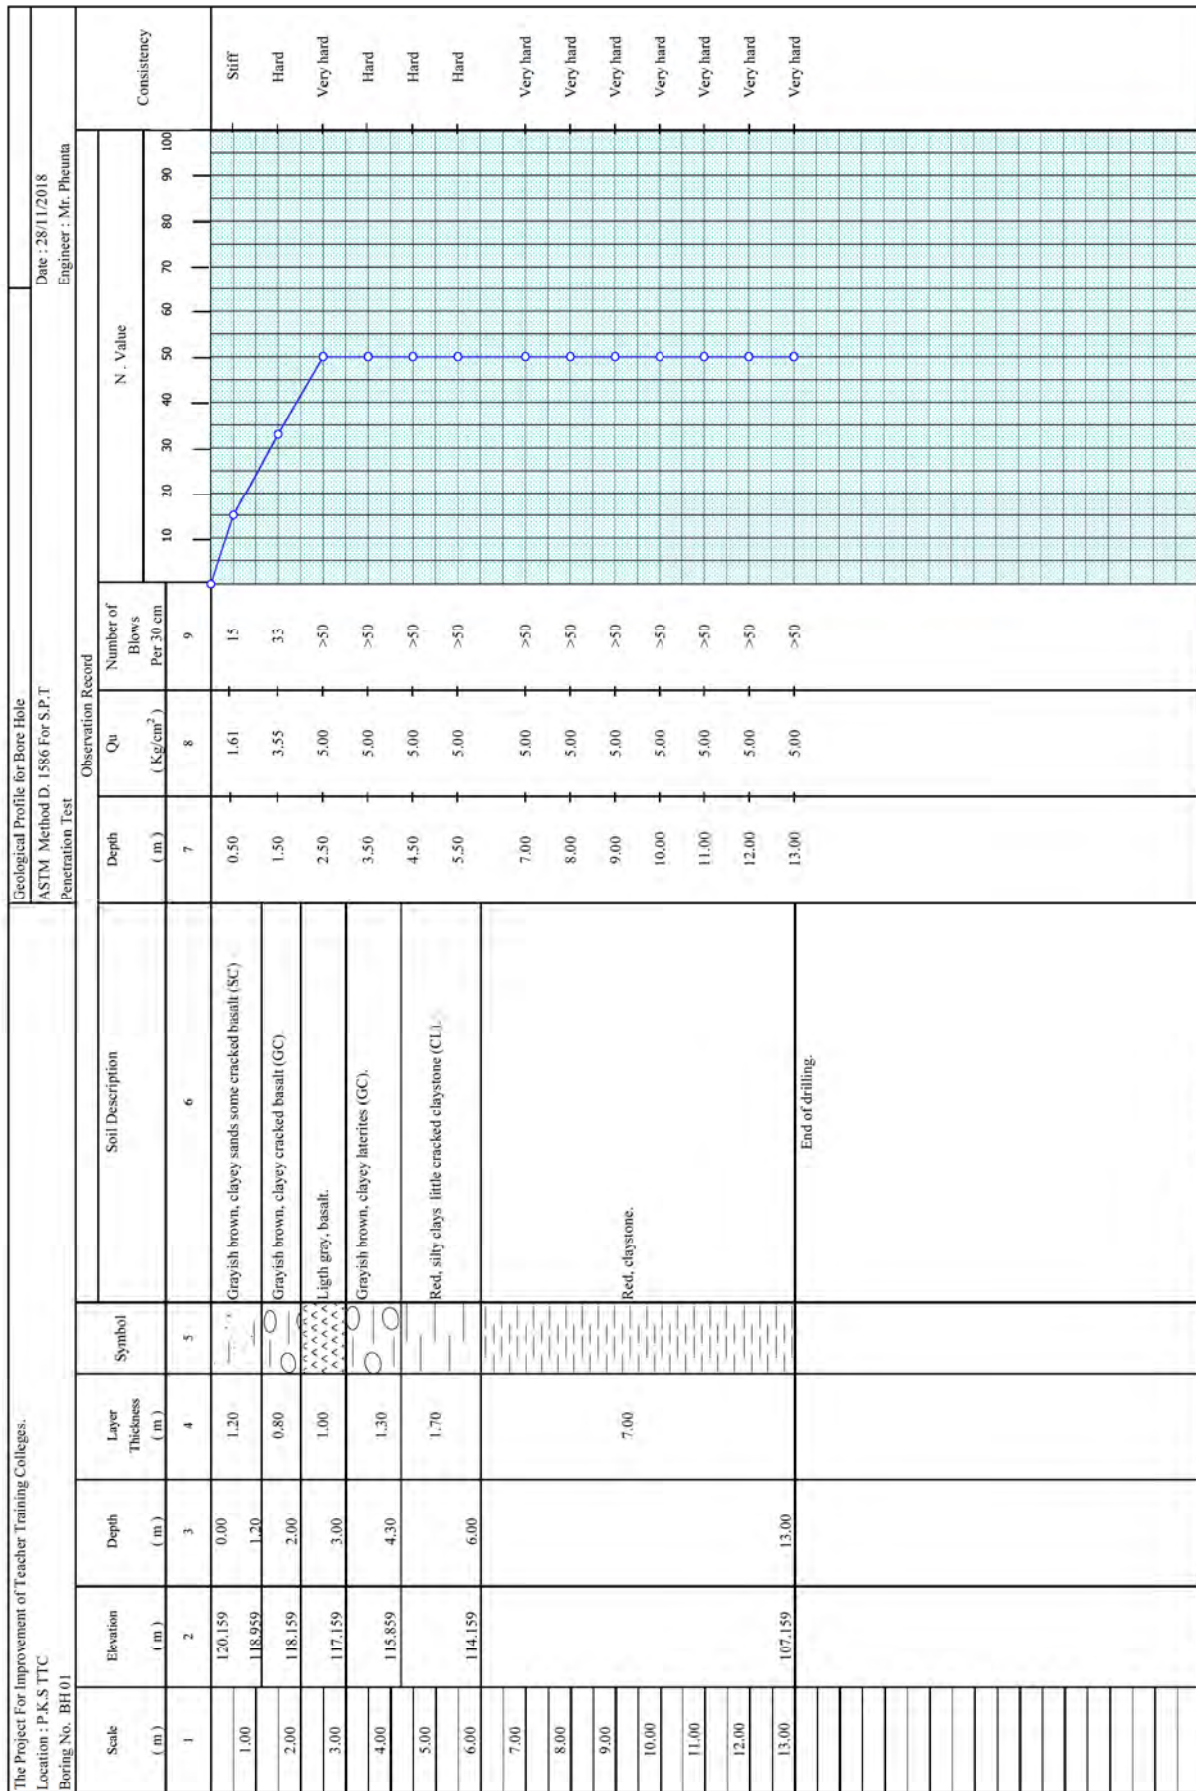 The Project For Improvement of Teacher Training Colleges.
Location : P.K.S TTC
Boring No. BH 01
Geological Profile for Bore Hole
ASTM Method D. 1586 For S.P.T
Penetration Test
Date : 28/11/2018
Engineer : Mr. Pheunta
Observation Record
Scale
( m )
Elevation
( m )
Depth
( m )
Layer
Thickness
( m )
Symbol
Soil Description
Depth
( m )
Qu
( Kg/cm² )
Number of
Blows
Per 30 cm
N . Value
10 20 30 40 50 60 70 80 90 100
Consistency
1 2 3 4 5 6 7 8 9
1.00
2.00
3.00
4.00
5.00
6.00
7.00
8.00
9.00
10.00
11.00
12.00
13.00
120.159 0.00
118.959 1.20 1.20 Grayish brown, clayey sands some cracked basalt (SC)
118.159 2.00 0.80 Grayish brown, clayey cracked basalt (GC).
117.159 3.00 1.00 Ligth gray, basalt.
115.859 4.30 1.30 Grayish brown, clayey laterites (GC).
114.159 6.00 1.70 Red, silty clays little cracked claystone (CL).
107.159 13.00 7.00 Red, claystone.
End of drilling.
0.50 1.61 15 Stiff
1.50 3.55 33 Hard
2.50 5.00 >50 Very hard
3.50 5.00 >50 Hard
4.50 5.00 >50 Hard
5.50 5.00 >50 Hard
7.00 5.00 >50 Very hard
8.00 5.00 >50 Very hard
9.00 5.00 >50 Very hard
10.00 5.00 >50 Very hard
11.00 5.00 >50 Very hard
12.00 5.00 >50 Very hard
13.00 5.00 >50 Very hard